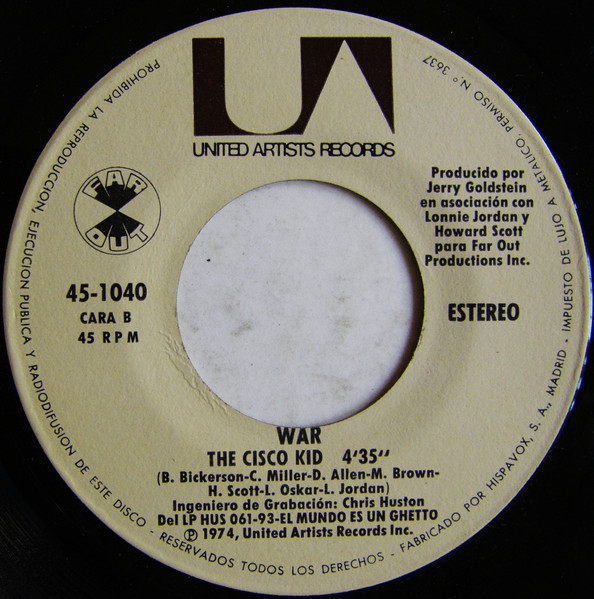 UA
UNITED ARTISTS RECORDS
FAR
OUT
45-1040
CARA B
45 RPM
Producido por
Jerry Goldstein
en asociación con
Lonnie Jordan y
Howard Scott
para Far Out
Productions Inc.
ESTEREO
WAR
THE CISCO KID 4'35"
(B. Bickerson-C. Miller-D. Allen-M. Brown-
H. Scott-L. Oskar-L. Jordan)
Ingeniero de Grabación: Chris Huston
Del LP HUS 061-93-EL MUNDO ES UN GHETTO
Ⓟ 1974, United Artists Records Inc.
PROHIBIDA LA REPRODUCCION, EJECUCION PUBLICA Y RADIODIFUSION DE ESTE DISCO - RESERVADOS TODOS LOS DERECHOS - FABRICADO POR HISPAVOX, S. A., MADRID - IMPUESTO DE LUJO A METALICO, PERMISO N.º 3637